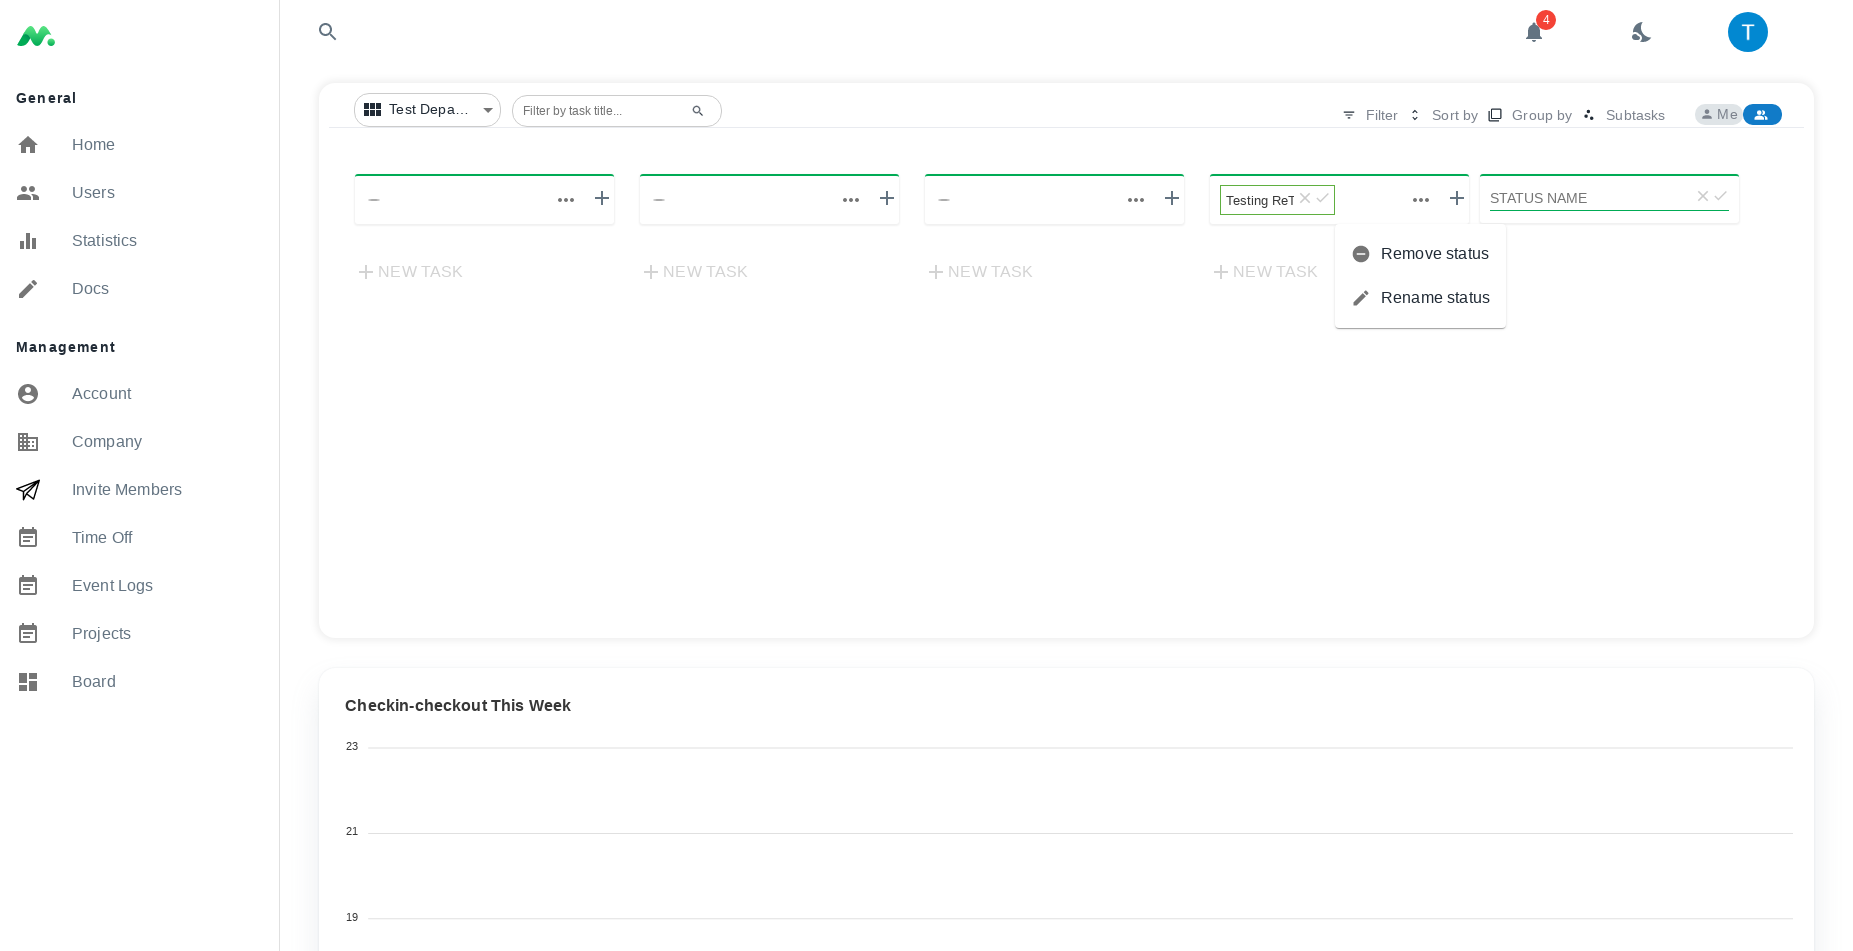 4
T
General
Home
Users
Statistics
Docs
Management
Account
Company
Invite Members
Time Off
Event Logs
Projects
Board
Test Depa...
Filter by task title...
Filter
Sort by
Group by
Subtasks
Me
Testing ReT
STATUS NAME
NEW TASK
NEW TASK
NEW TASK
NEW TASK
Remove status
Rename status
Checkin-checkout This Week
23
21
19